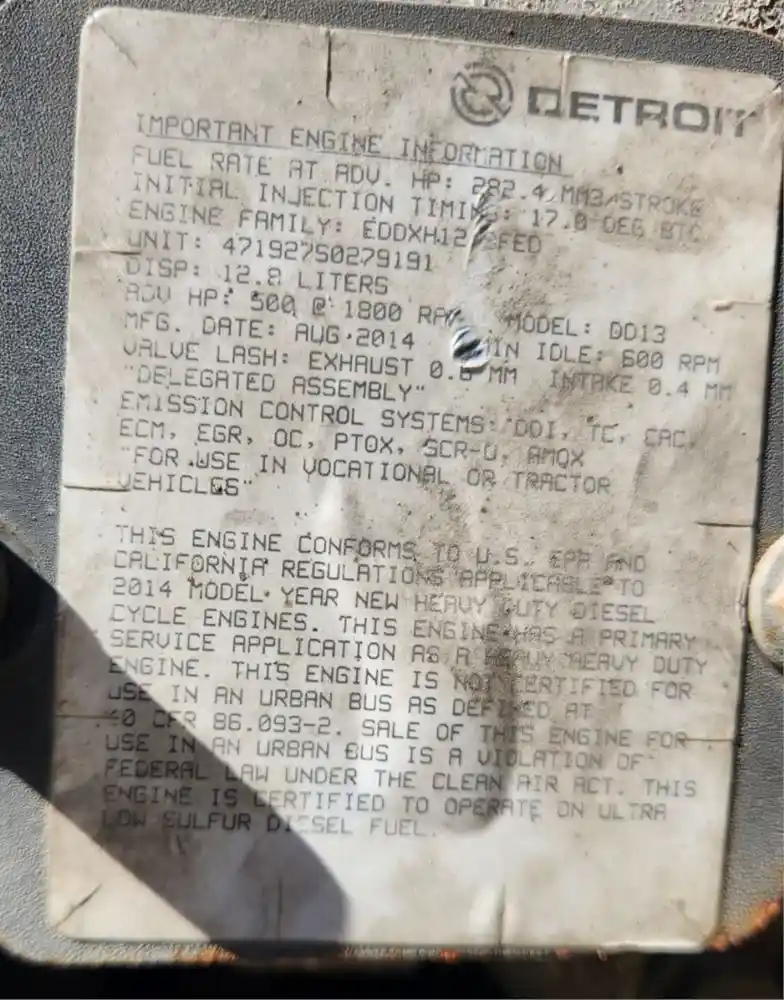 DETROIT
IMPORTANT ENGINE INFORMATION
FUEL RATE AT ADV. HP: 282.4 MM3/STROKE
INITIAL INJECTION TIMING: 17.0 DEG BTC
ENGINE FAMILY:
UNIT: 47192750279191
DISP: 12.8 LITERS
ADV HP: 500 @ 1800 RPM MODEL: DD13
MFG. DATE: AUG.2014 MIN IDLE: 600 RPM
VALVE LASH: EXHAUST MM INTAKE 0.4 MM
"DELEGATED ASSEMBLY"
EMISSION CONTROL SYSTEMS: DDI, TC, CAC,
ECM, EGR, OC, PTOX, SCR-U, AMOX
"FOR USE IN VOCATIONAL OR TRACTOR
VEHICLES"
THIS ENGINE CONFORMS TO U.S. EPA AND
CALIFORNIA REGULATIONS APPLICABLE TO
2014 MODEL YEAR NEW HEAVY DUTY DIESEL
CYCLE ENGINES. THIS ENGINE HAS A PRIMARY
SERVICE APPLICATION AS A HEAVY HEAVY DUTY
ENGINE. THIS ENGINE IS NOT CERTIFIED FOR
USE IN AN URBAN BUS AS DEFINED AT
40 CFR 86.093-2. SALE OF THIS ENGINE FOR
USE IN AN URBAN BUS IS A VIOLATION OF
FEDERAL LAW UNDER THE CLEAN AIR ACT. THIS
ENGINE IS CERTIFIED TO OPERATE ON ULTRA
LOW SULFUR DIESEL FUEL.